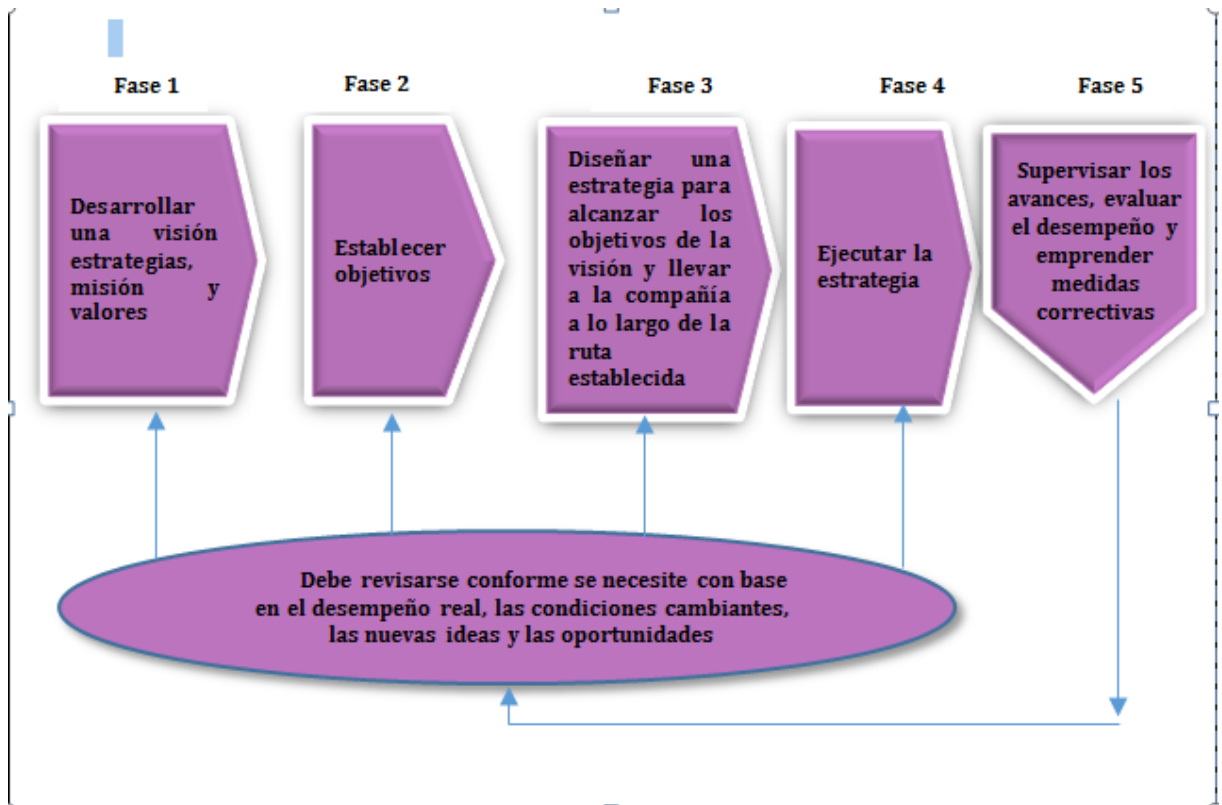 Fase 1
Fase 2
Fase 3
Fase 4
Fase 5
Desarrollar
una visión
estrategias,
misión y
valores
Establecer
objetivos
Diseñar una
estrategia para
alcanzar los
objetivos de la
visión y llevar
a la compañía
a lo largo de la
ruta
establecida
Ejecutar la
estrategia
Supervisar los
avances, evaluar
el desempeño y
emprender
medidas
correctivas
Debe revisarse conforme se necesite con base
en el desempeño real, las condiciones cambiantes,
las nuevas ideas y las oportunidades